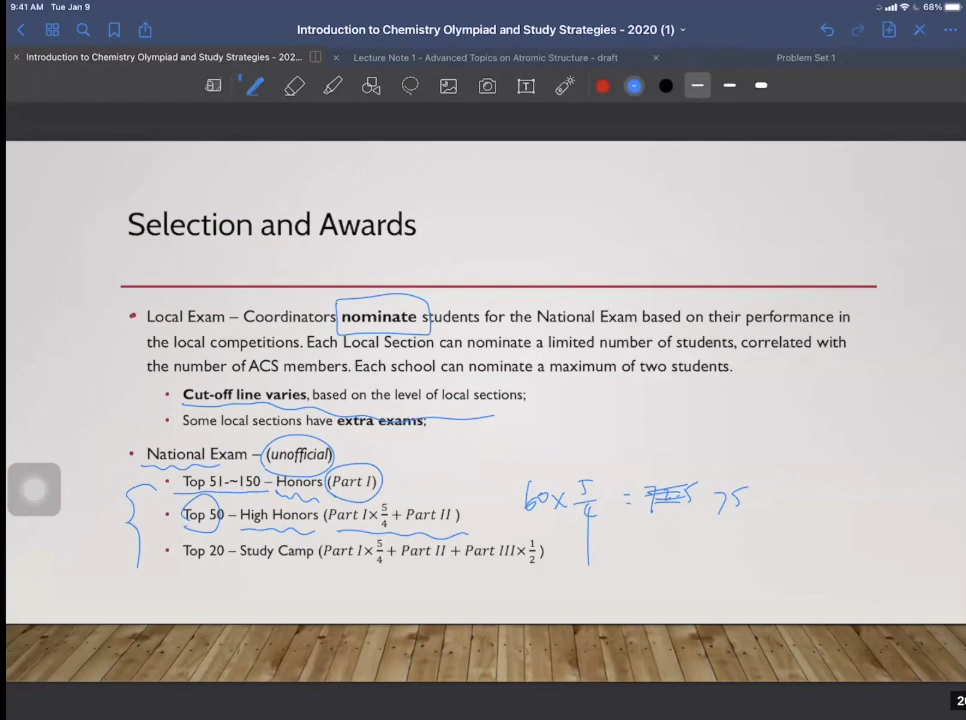 9:41 AM Tue Jan 9
68%
Introduction to Chemistry Olympiad and Study Strategies - 2020 (1)
Introduction to Chemistry Olympiad and Study Strategies - 202...
Lecture Note 1 - Advanced Topics on Atromic Structure - draft
Problem Set 1
Selection and Awards
• Local Exam – Coordinators nominate students for the National Exam based on their performance in
the local competitions. Each Local Section can nominate a limited number of students, correlated with
the number of ACS members. Each school can nominate a maximum of two students.
• Cut-off line varies, based on the level of local sections;
• Some local sections have extra exams;
• National Exam – (unofficial)
• Top 51-~150 – Honors (Part I)
• Top 50 – High Honors (Part I×5/4 + Part II )
60 × 5/4 = 75
• Top 20 – Study Camp (Part I×5/4 + Part II + Part III×1/2)
20